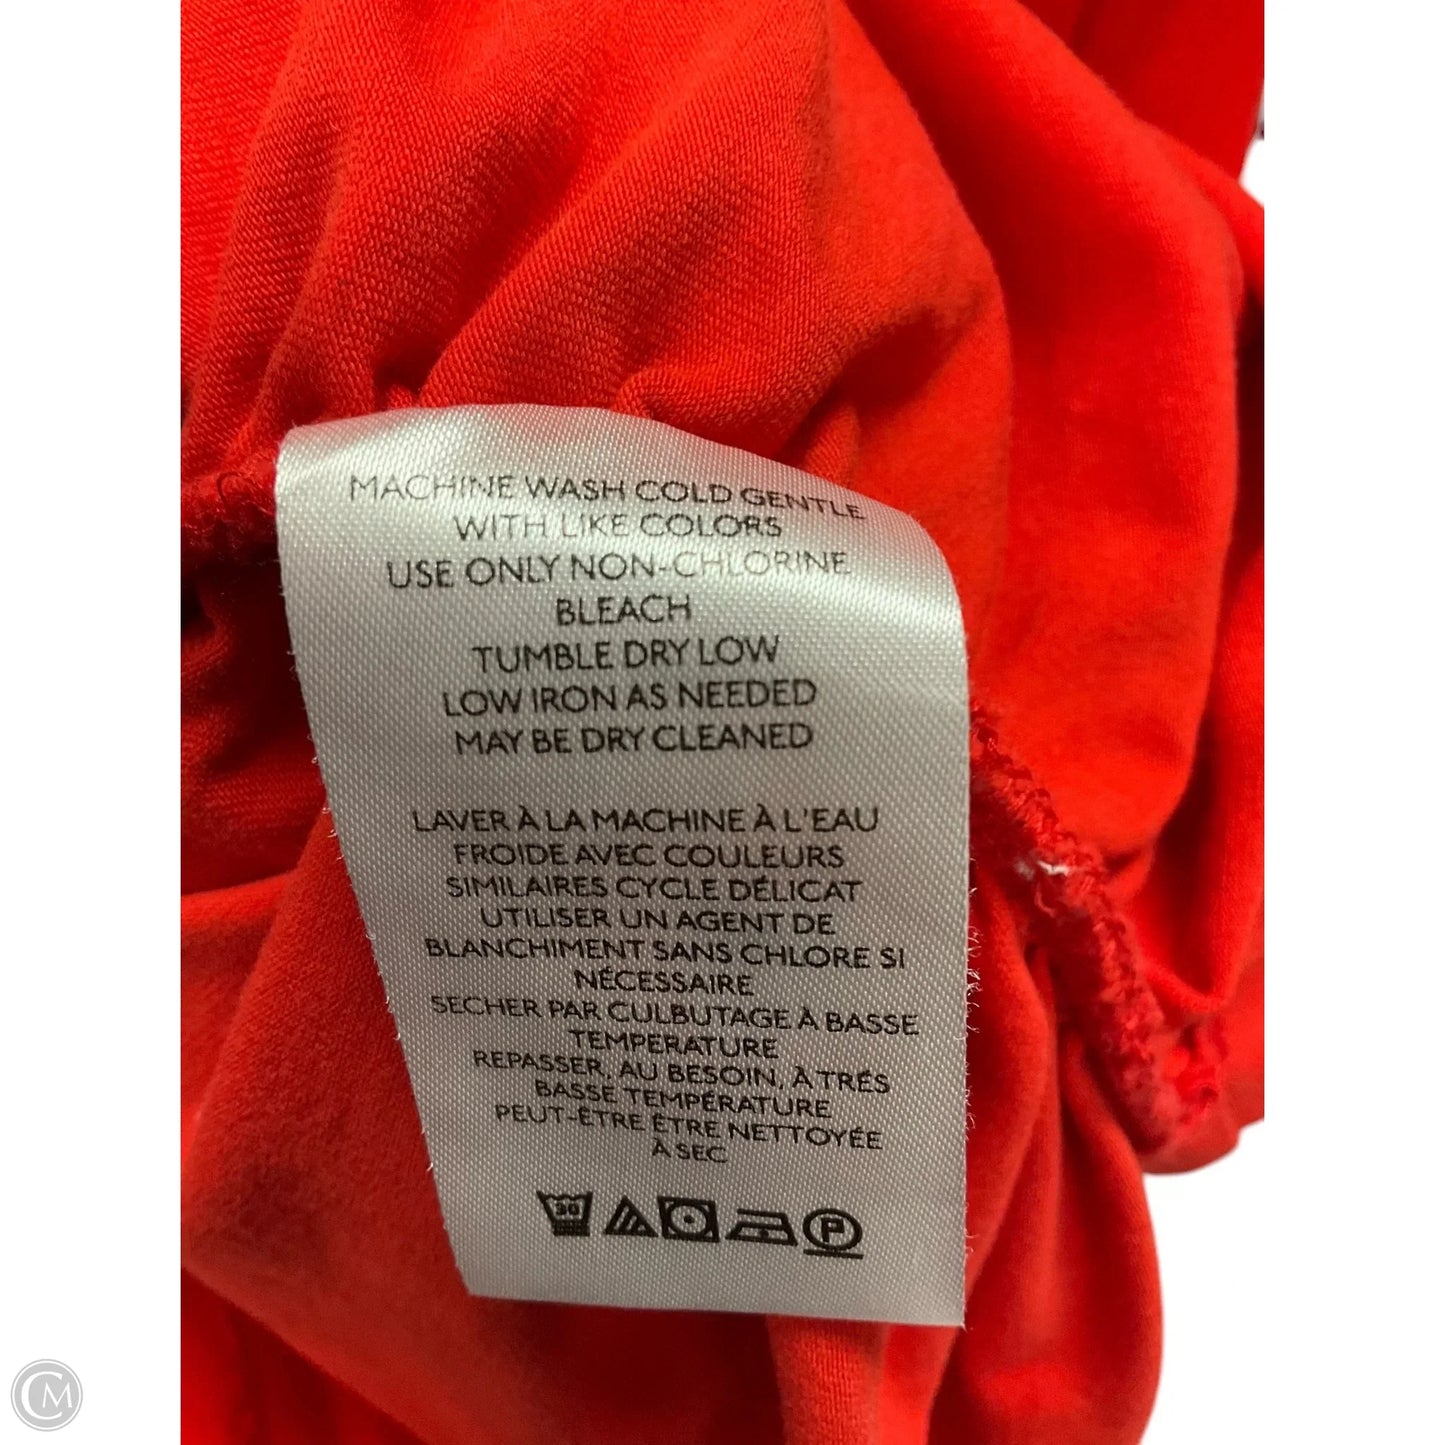 MACHINE WASH COLD GENTLE
WITH LIKE COLORS
USE ONLY NON-CHLORINE
BLEACH
TUMBLE DRY LOW
LOW IRON AS NEEDED
MAY BE DRY CLEANED
LAVER À LA MACHINE À L'EAU
FROIDE AVEC COULEURS
SIMILAIRES CYCLE DÉLICAT
UTILISER UN AGENT DE
BLANCHIMENT SANS CHLORE SI
NÉCESSAIRE
SECHER PAR CULBUTAGE À BASSE
TEMPERATURE
REPASSER, AU BESOIN, À TRÉS
BASSE TEMPÉRATURE
PEUT-ÊTRE ÊTRE NETTOYÉE
À SEC
30 P
CM